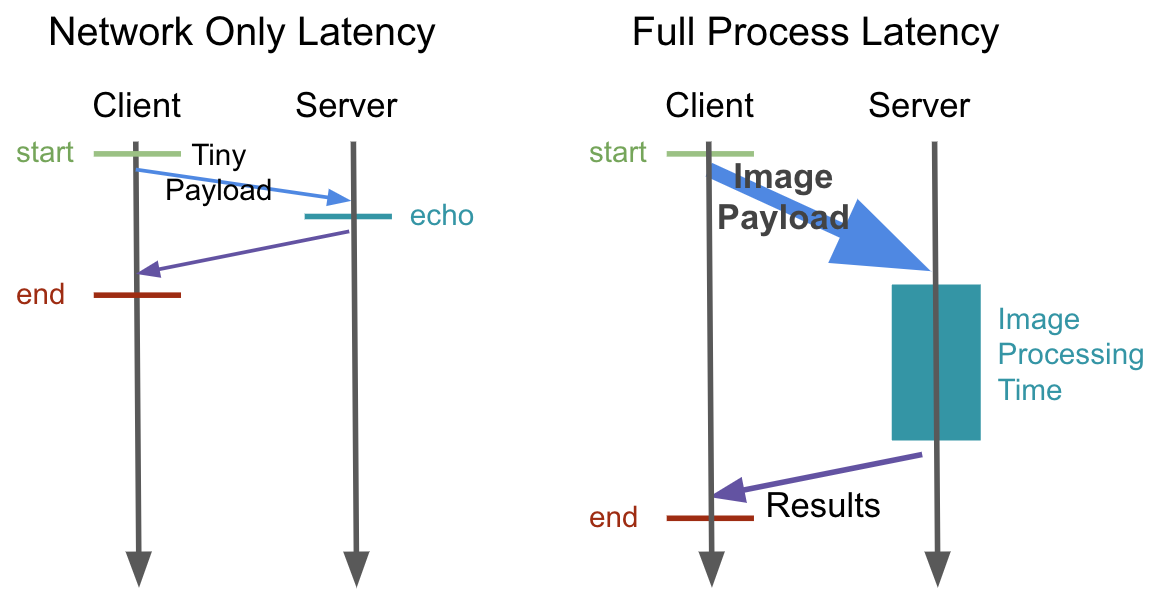 Network Only Latency
Client
Server
start
Tiny
Payload
echo
end
Full Process Latency
Client
Server
start
Image
Payload
Image
Processing
Time
Results
end